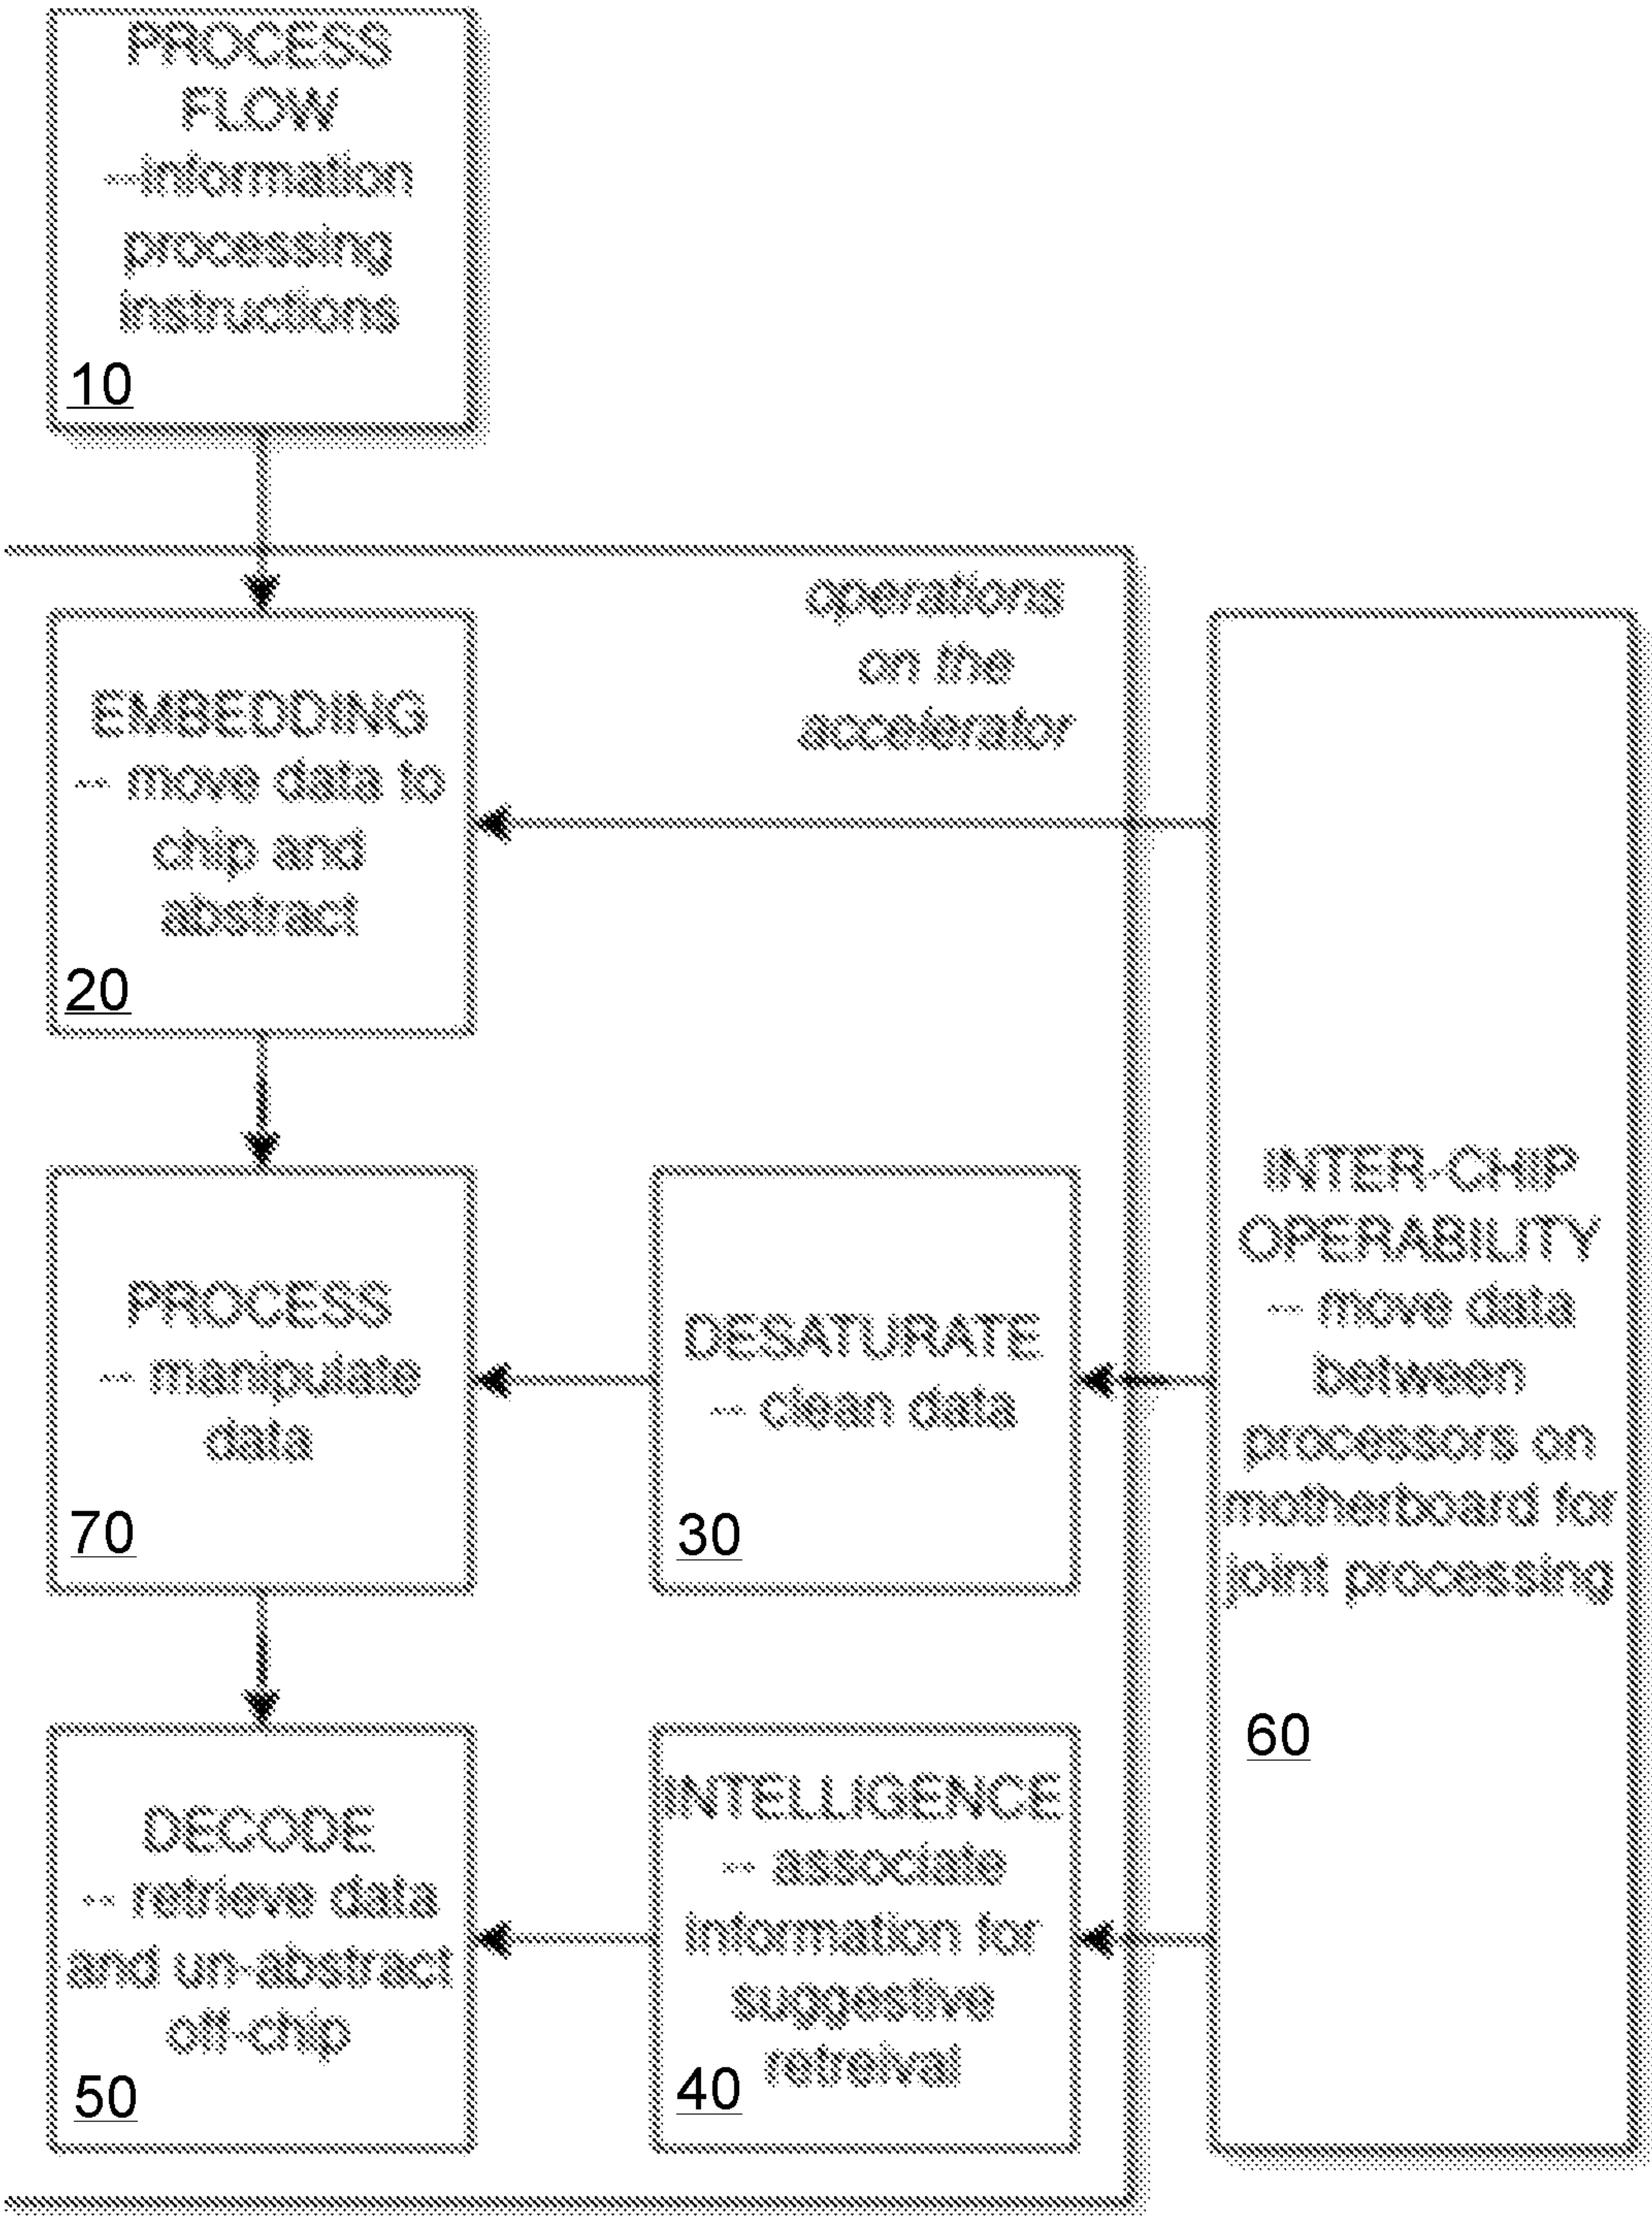 PROCESS
FLOW
--information
processing
instructions
10
operations
on the
accelerator
EMBEDDING
-- move data to
chip and
abstract
20
PROCESS
-- manipulate
data
70
DESATURATE
-- clean data
30
INTER-CHIP
OPERABILITY
-- move data
between
processors on
motherboard for
joint processing
60
DECODE
-- retrieve data
and un-abstract
off-chip
50
INTELLIGENCE
-- associate
information for
suggestive
retreival
40